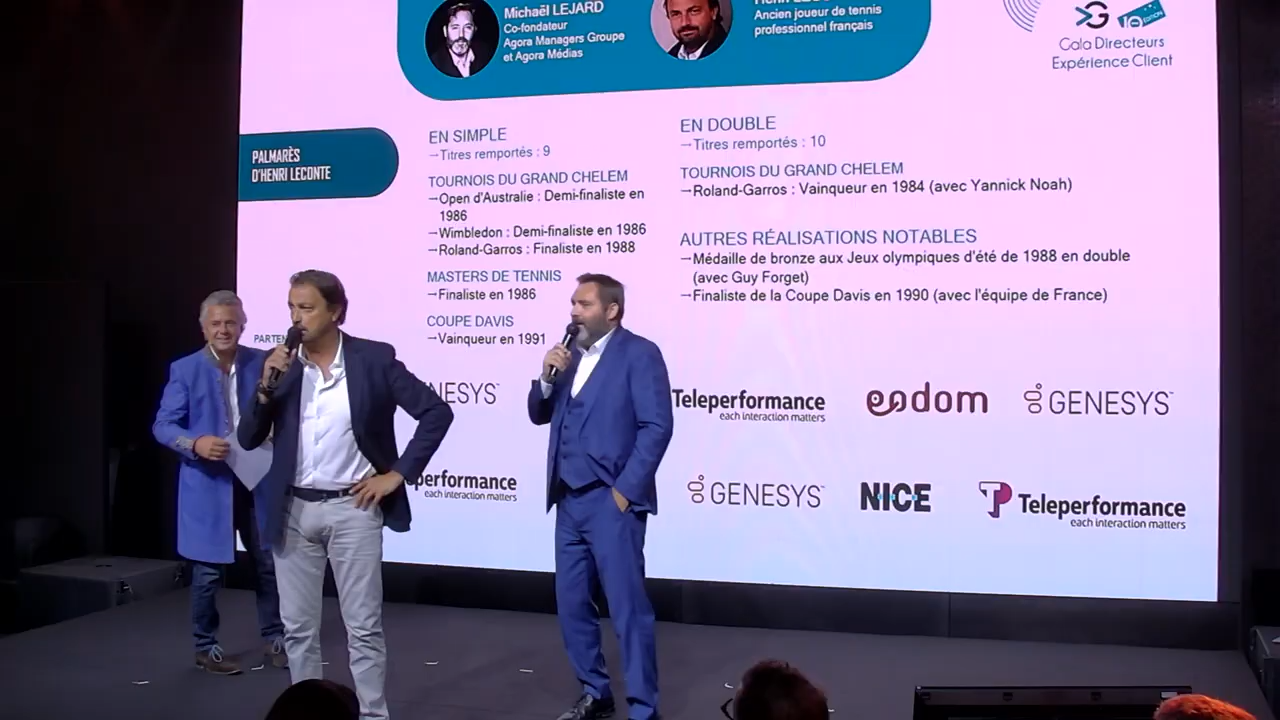 Michaël LEJARD
Co-fondateur
Agora Managers Groupe
et Agora Médias
Ancien joueur de tennis
professionnel français
10
EDITION
Gala Directeurs
Expérience Client
PALMARÈS
D'HENRI LECONTE
EN SIMPLE
→Titres remportés : 9
TOURNOIS DU GRAND CHELEM
→Open d'Australie : Demi-finaliste en
1986
→Wimbledon : Demi-finaliste en 1986
→Roland-Garros : Finaliste en 1988
MASTERS DE TENNIS
→Finaliste en 1986
COUPE DAVIS
→Vainqueur en 1991
EN DOUBLE
→Titres remportés : 10
TOURNOIS DU GRAND CHELEM
→Roland-Garros : Vainqueur en 1984 (avec Yannick Noah)
AUTRES RÉALISATIONS NOTABLES
→Médaille de bronze aux Jeux olympiques d'été de 1988 en double
(avec Guy Forget)
→Finaliste de la Coupe Davis en 1990 (avec l'équipe de France)
Teleperformance
each interaction matters
eodom
GENESYS
each interaction matters
GENESYS
NICE
TP Teleperformance
each interaction matters